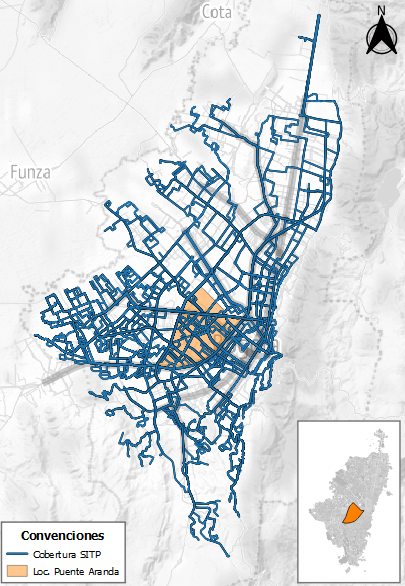 Cota
N
Funza
Convenciones
Cobertura SITP
Loc. Puente Aranda